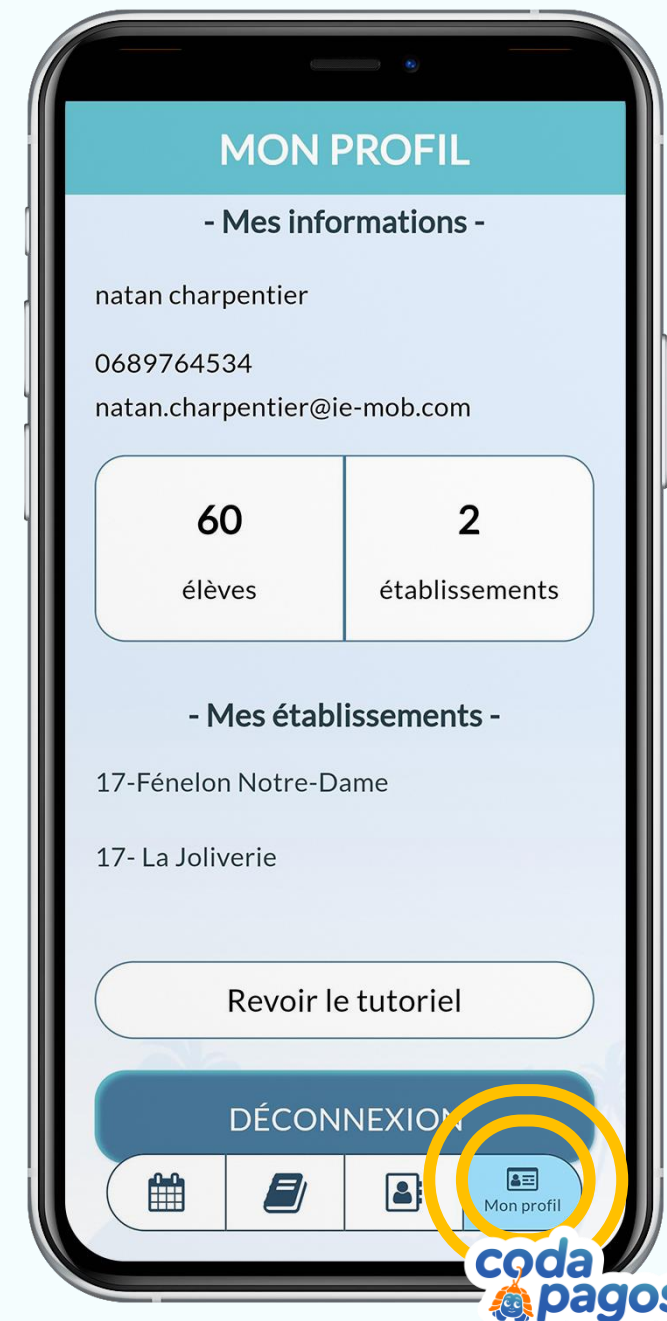 MON PROFIL
- Mes informations -
natan charpentier
0689764534
natan.charpentier@ie-mob.com
60
2
élèves
établissements
- Mes établissements -
17-Fénelon Notre-Dame
17- La Joliverie
Revoir le tutoriel
DÉCONNEXION
Mon profil
coda
pagos